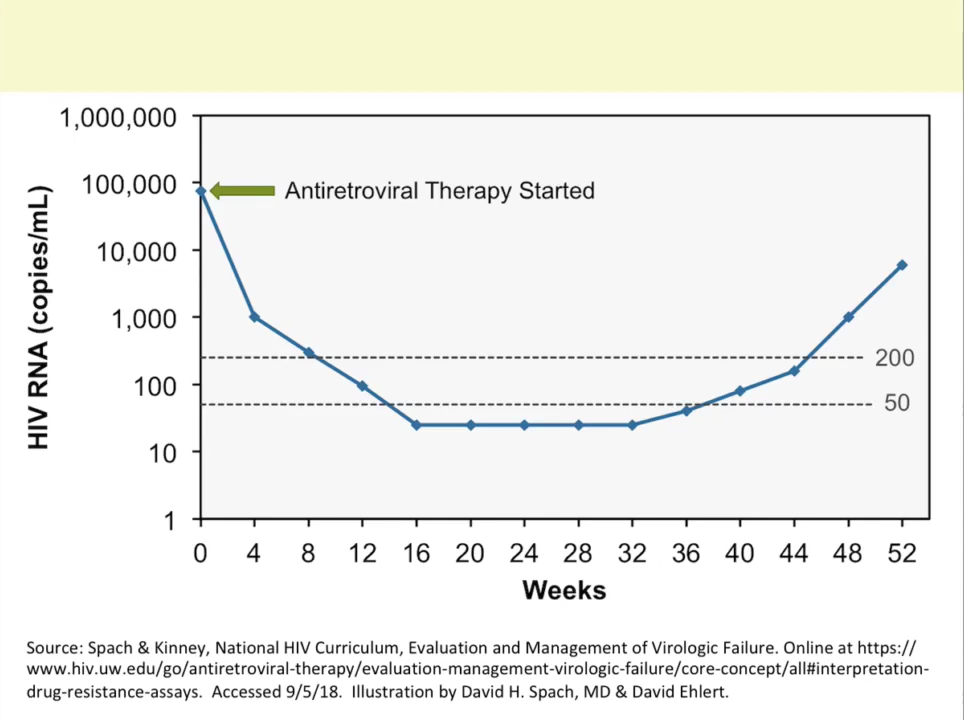 1,000,000
100,000
Antiretroviral Therapy Started
10,000
1,000
200
100
50
10
1
HIV RNA (copies/mL)
0 4 8 12 16 20 24 28 32 36 40 44 48 52
Weeks
Source: Spach & Kinney, National HIV Curriculum, Evaluation and Management of Virologic Failure. Online at https://
www.hiv.uw.edu/go/antiretroviral-therapy/evaluation-management-virologic-failure/core-concept/all#interpretation-
drug-resistance-assays.  Accessed 9/5/18.  Illustration by David H. Spach, MD & David Ehlert.